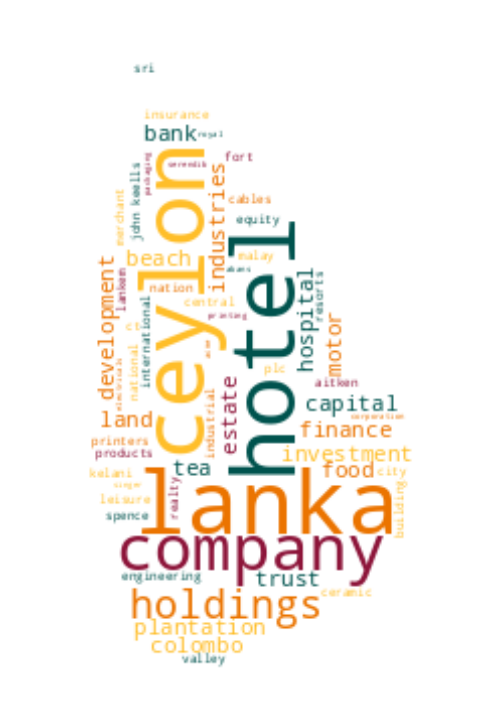 sri
insurance
bank
royal
packaging
serendib
fort
ceylon
john keells
industries
merchant
cables
equity
hotel
beach
malay
abans
development
lankem
nation
central
hospital
resorts
international
printing
motor
ct
national
plc
estate
aitken
industrial
capital
corporation
land
finance
printers
products
investment
tea
food
city
kelani
lanka
building
singer
realty
leisure
spence
company
engineering
trust
holdings
ceramic
plantation
colombo
valley